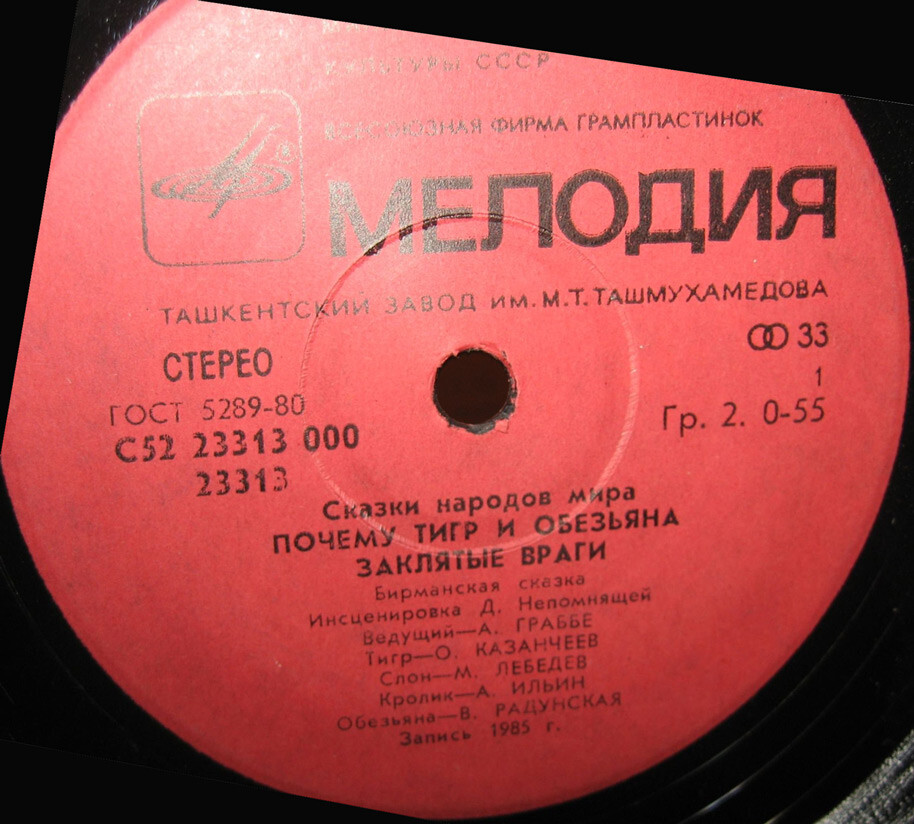 КУЛЬТУРЫ СССР
ВСЕСОЮЗНАЯ ФИРМА ГРАМПЛАСТИНОК
®
МЕЛОДИЯ
ТАШКЕНТСКИЙ ЗАВОД ИМ. М.Т.ТАШМУХАМЕДОВА
СТЕРЕО
33
ГОСТ 5289-80
1
С52 23313 000
Гр. 2. 0-55
23313
Сказки народов мира
ПОЧЕМУ ТИГР И ОБЕЗЬЯНА
ЗАКЛЯТЫЕ ВРАГИ
Бирманская сказка
Инсценировка Д. Непомнящей
Ведущий—А. ГРАББЕ
Тигр—О. КАЗАНЧЕЕВ
Слон—М. ЛЕБЕДЕВ
Кролик—А. ИЛЬИН
Обезьяна—В. РАДУНСКАЯ
Запись 1985 г.